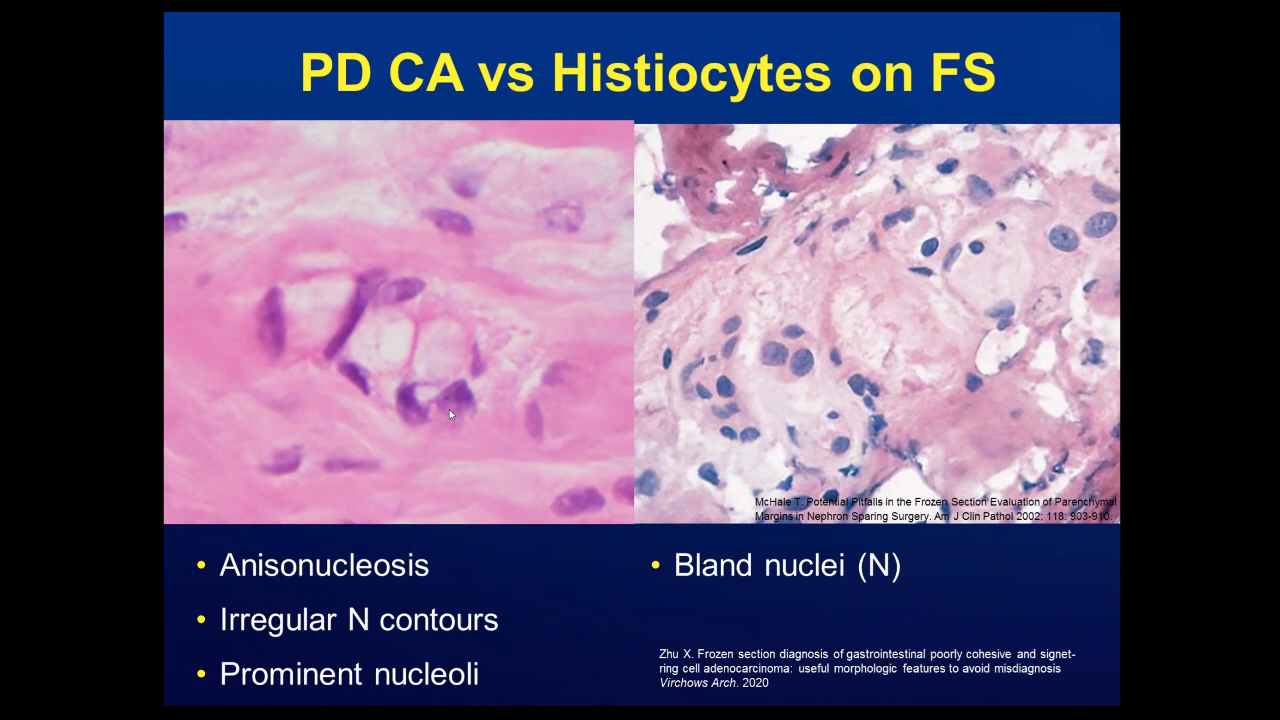 PD CA vs Histiocytes on FS
McHale T. Potential Pitfalls in the Frozen Section Evaluation of Parenchymal
Margins in Nephron Sparing Surgery. Am J Clin Pathol 2002: 118: 903-910.
• Anisonucleosis
• Irregular N contours
• Prominent nucleoli
• Bland nuclei (N)
Zhu X. Frozen section diagnosis of gastrointestinal poorly cohesive and signet-
ring cell adenocarcinoma: useful morphologic features to avoid misdiagnosis
Virchows Arch. 2020